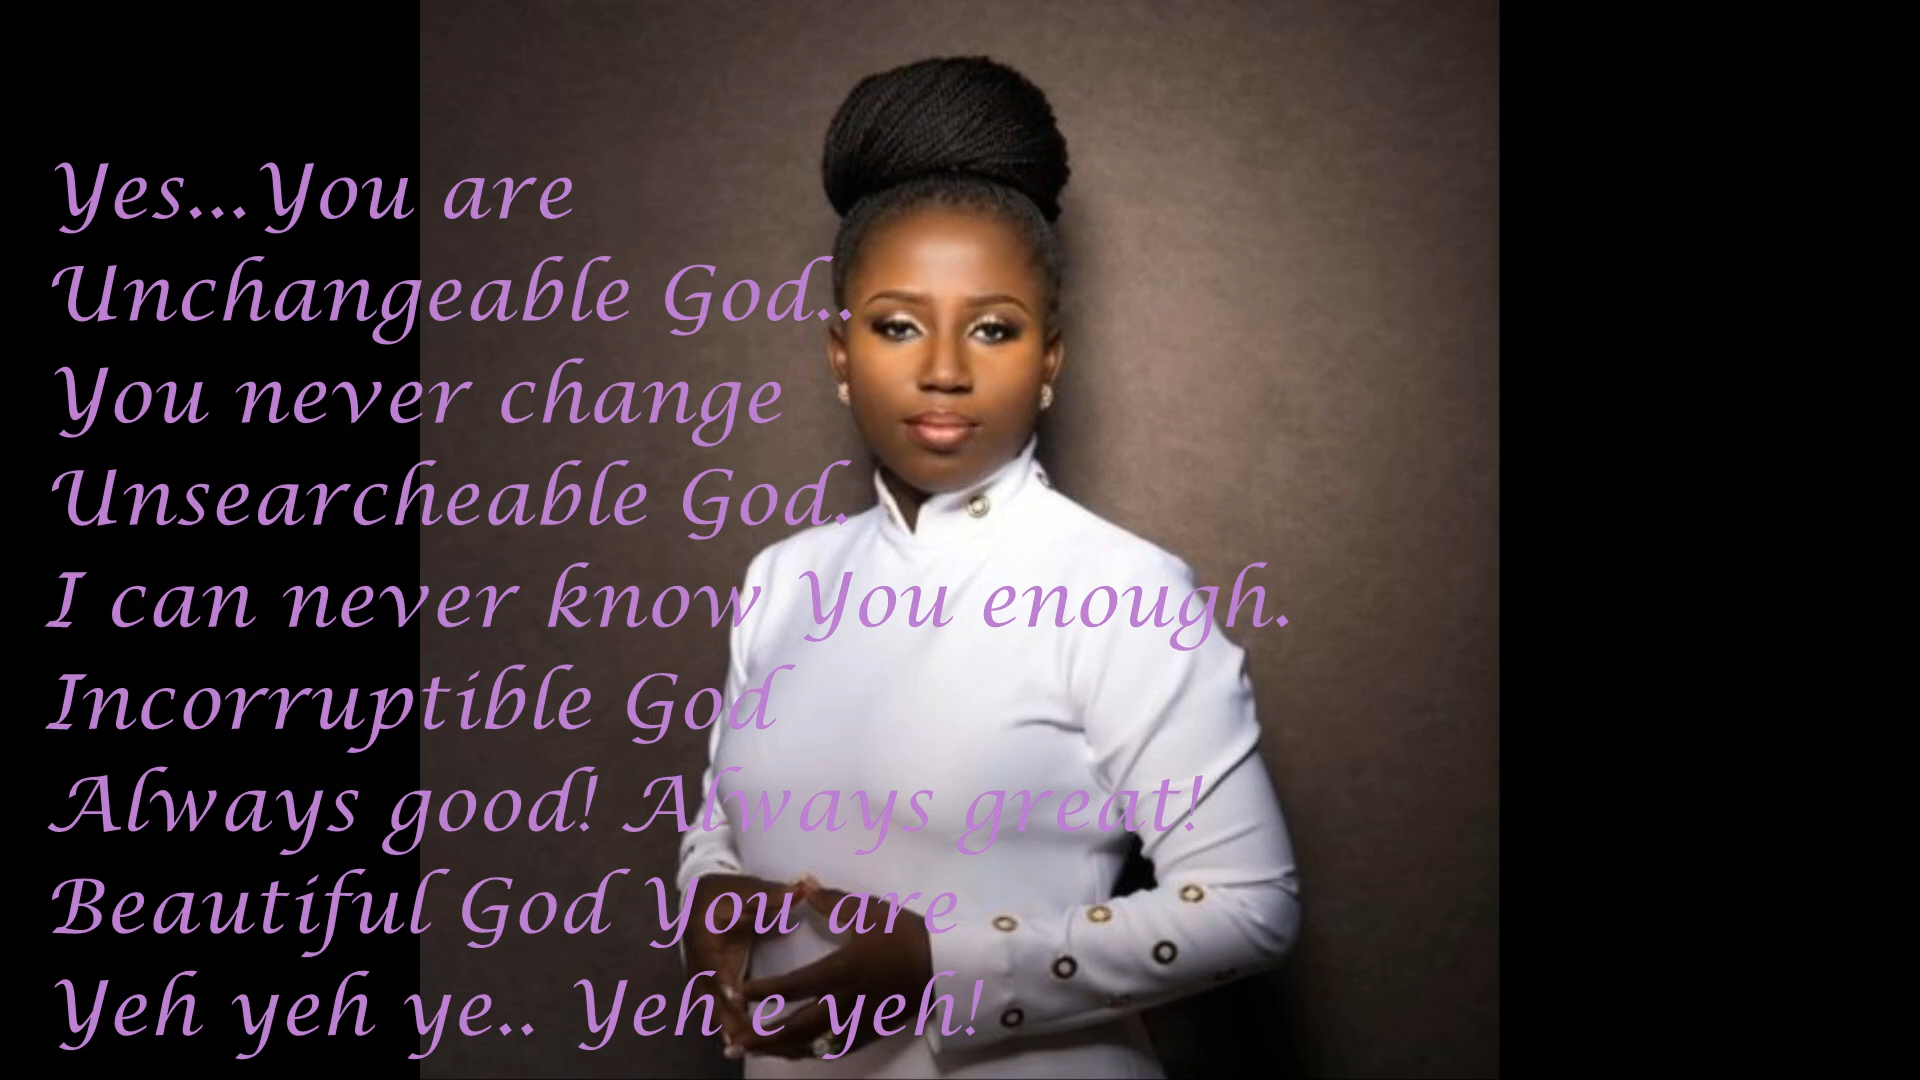 Yes...You are
Unchangeable God..
You never change
Unsearcheable God.
I can never know You enough.
Incorruptible God
Always good! Always great!
Beautiful God You are
Yeh yeh ye.. Yeh e yeh!